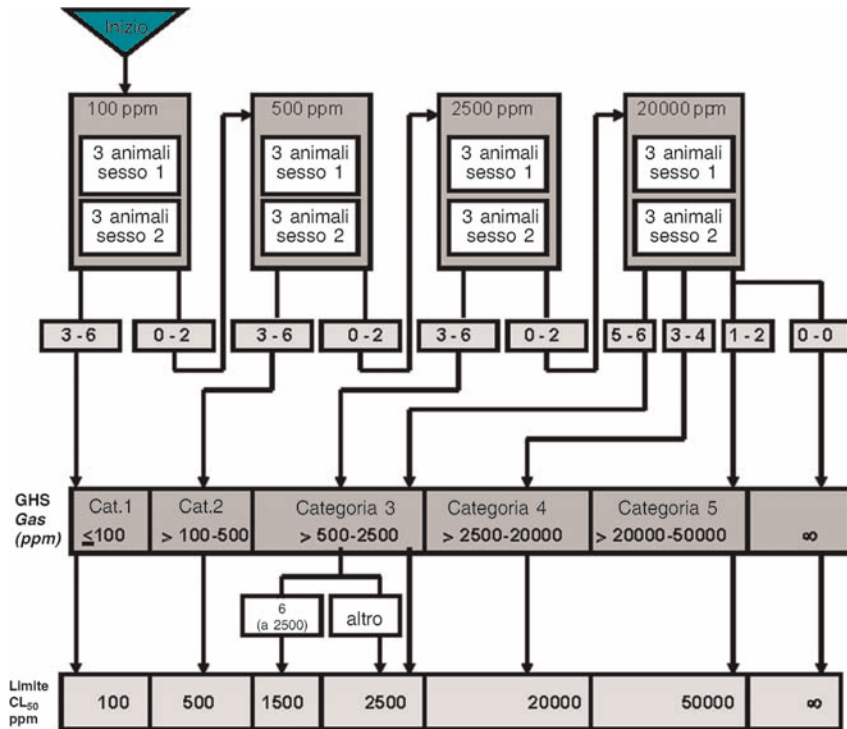 Inizio
100 ppm
3 animali
sesso 1
3 animali
sesso 2
500 ppm
3 animali
sesso 1
3 animali
sesso 2
2500 ppm
3 animali
sesso 1
3 animali
sesso 2
20000 ppm
3 animali
sesso 1
3 animali
sesso 2
3 - 6
0 - 2
3 - 6
0 - 2
3 - 6
0 - 2
5 - 6
3 - 4
1 - 2
0 - 0
GHS
Gas
(ppm)
Cat.1
≤100
Cat.2
> 100-500
Categoria 3
> 500-2500
Categoria 4
> 2500-20000
Categoria 5
> 20000-50000
∞
6
(a 2500)
altro
Limite
CL50
ppm
100
500
1500
2500
20000
50000
∞